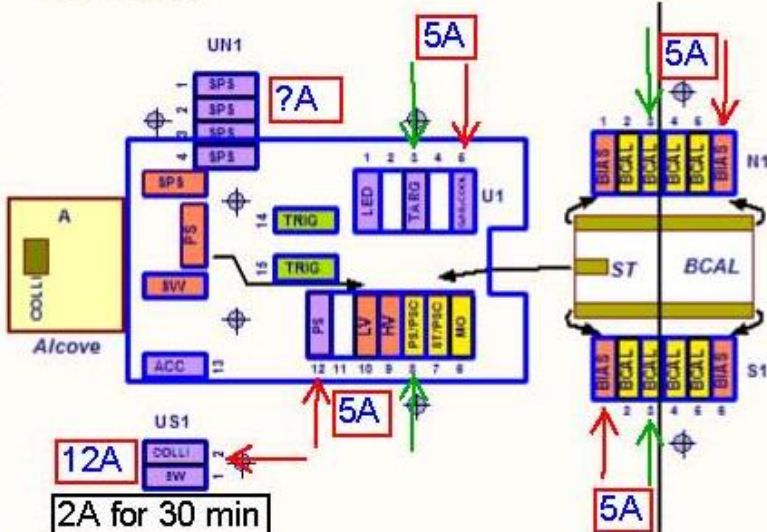 UN1
5A
5A
1 SPS
2 SPS
3 SPS
4 SPS
?A
1 2 3 4 5 6
BIAS BCAL BCAL BCAL BCAL BIAS
N1
1 2 3 4 5
LED TARG
U1
SPS
A
COLLI
Alcove
PS
14 TRIG
15 TRIG
SVV
ST
BCAL
PS LV HV PS/PSC ST/PSC MO
12 11 10 9 8 7 6
ACC 13
BIAS BCAL BCAL BCAL BCAL BIAS
S1
1 2 3 4 5 6
US1
5A
12A
COLLI 2
SW 1
5A
2A for 30 min